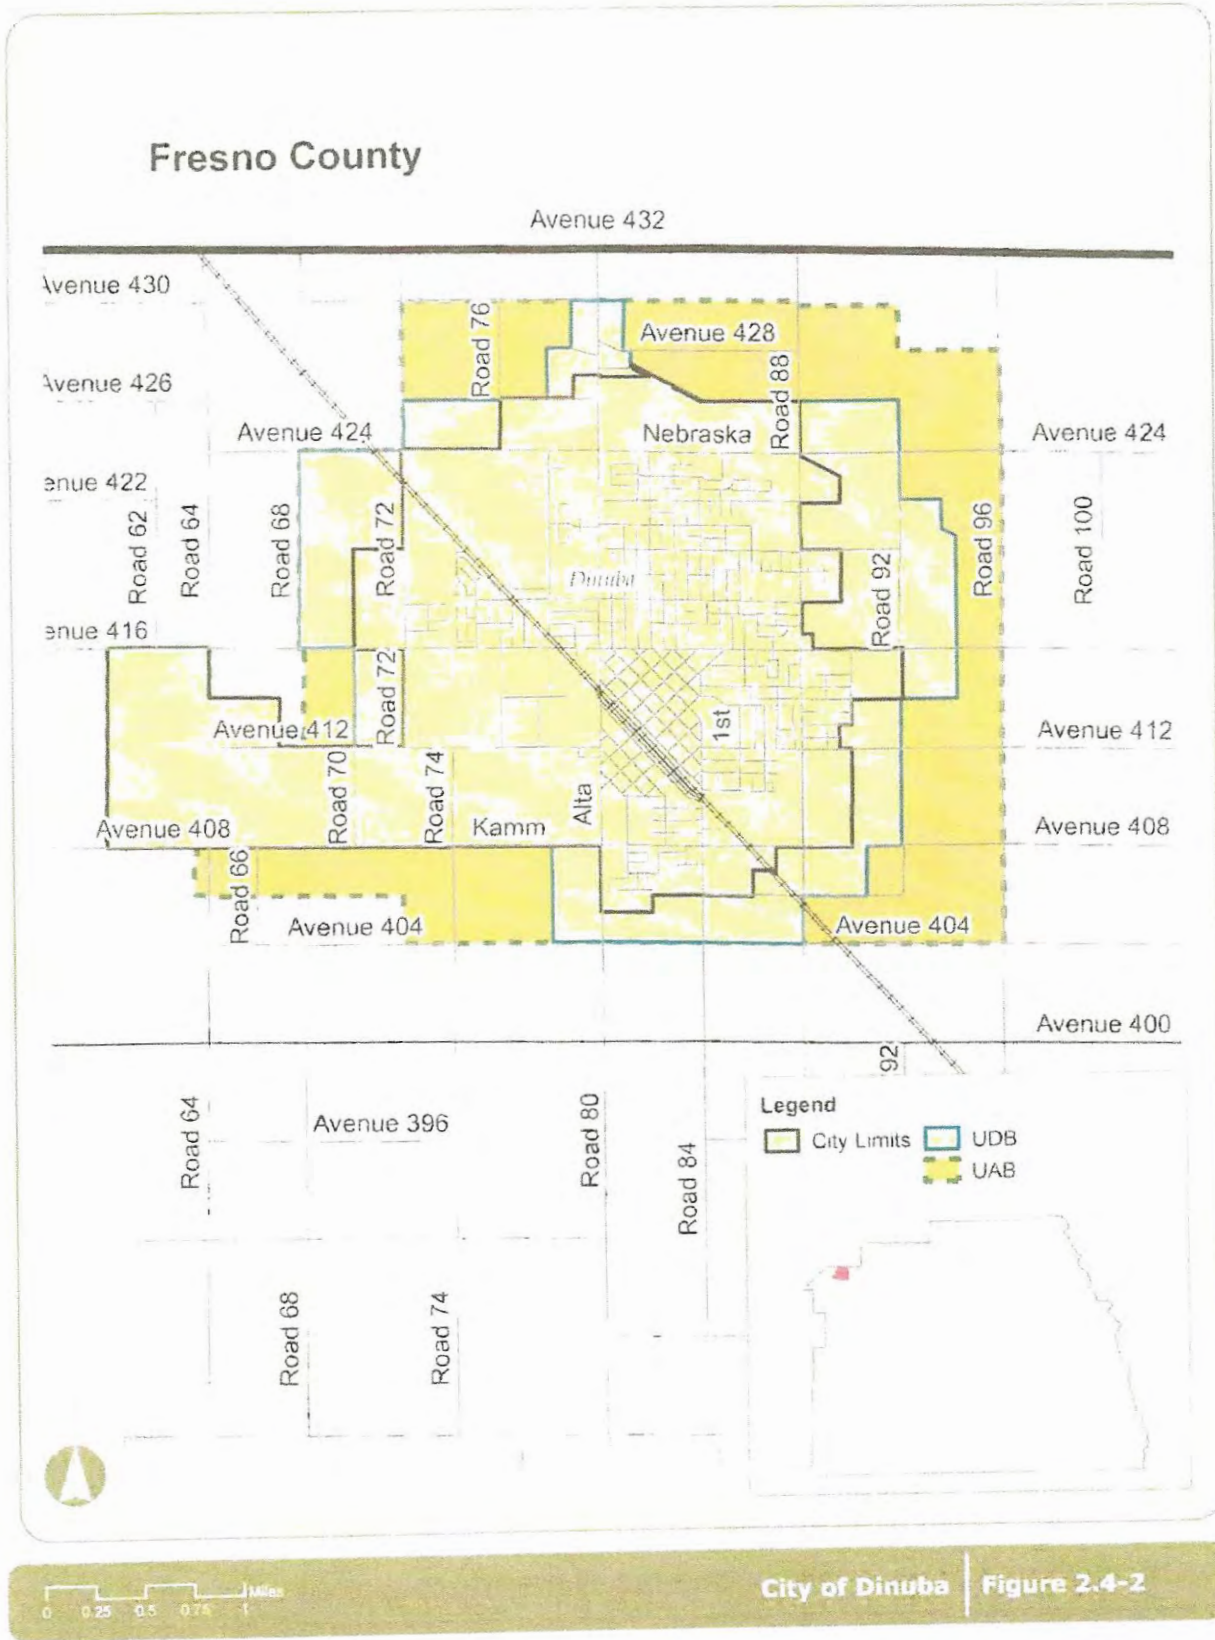 Fresno County
Avenue 432
Avenue 430
Road 76
Avenue 428
Avenue 426
Road 88
Avenue 424
Nebraska
Avenue 424
enue 422
Road 62
Road 64
Road 68
Road 72
Dinuba
Road 92
Road 96
Road 100
enue 416
Road 72
Avenue 412
1st
Avenue 412
Road 70
Road 74
Alta
Avenue 408
Kamm
Avenue 408
Road 66
Avenue 404
Avenue 404
Avenue 400
92
Road 64
Avenue 396
Road 80
Road 84
Legend
City Limits
UDB
UAB
Road 68
Road 74
Miles
0 0.25 0.5 0.75 1
City of Dinuba
Figure 2.4-2